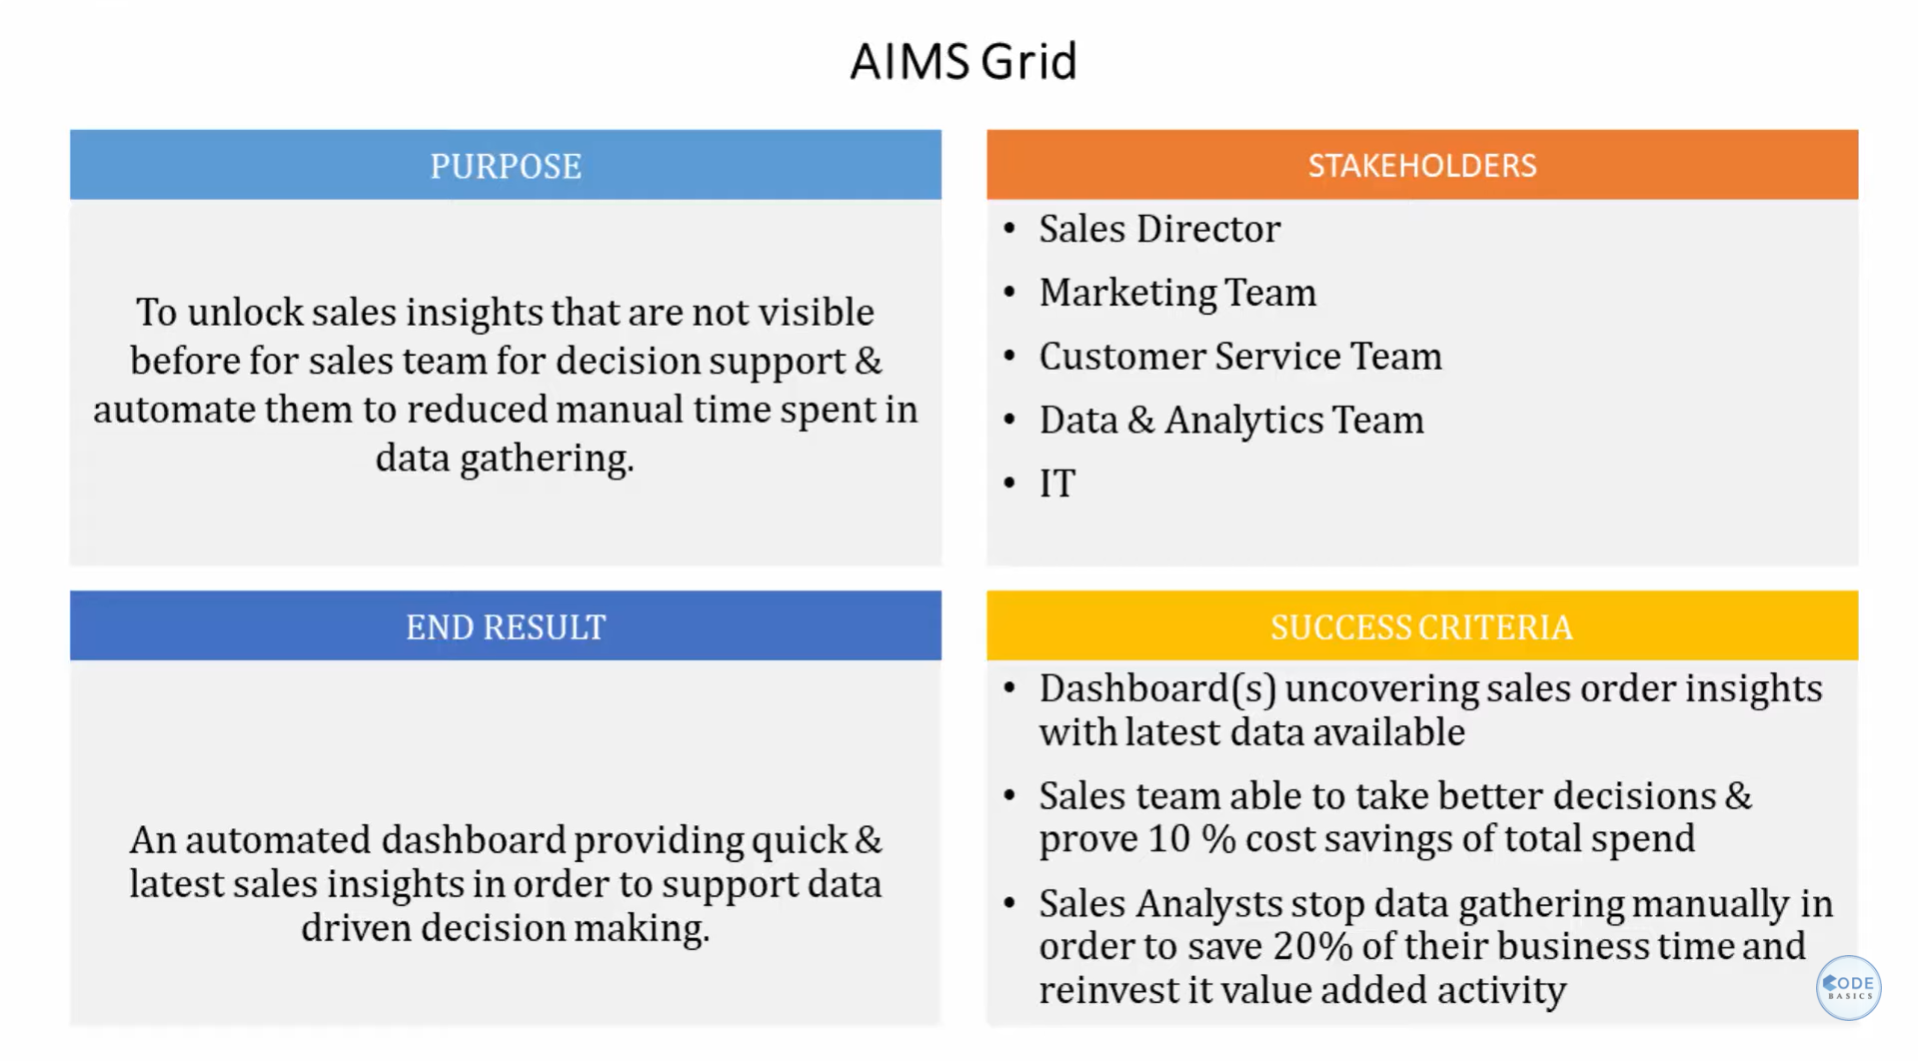 AIMS Grid
PURPOSE
To unlock sales insights that are not visible
before for sales team for decision support &
automate them to reduced manual time spent in
data gathering.
STAKEHOLDERS
• Sales Director
• Marketing Team
• Customer Service Team
• Data & Analytics Team
• IT
END RESULT
An automated dashboard providing quick &
latest sales insights in order to support data
driven decision making.
SUCCESS CRITERIA
• Dashboard(s) uncovering sales order insights
with latest data available
• Sales team able to take better decisions &
prove 10 % cost savings of total spend
• Sales Analysts stop data gathering manually in
order to save 20% of their business time and
reinvest it value added activity
CODE
BASICS